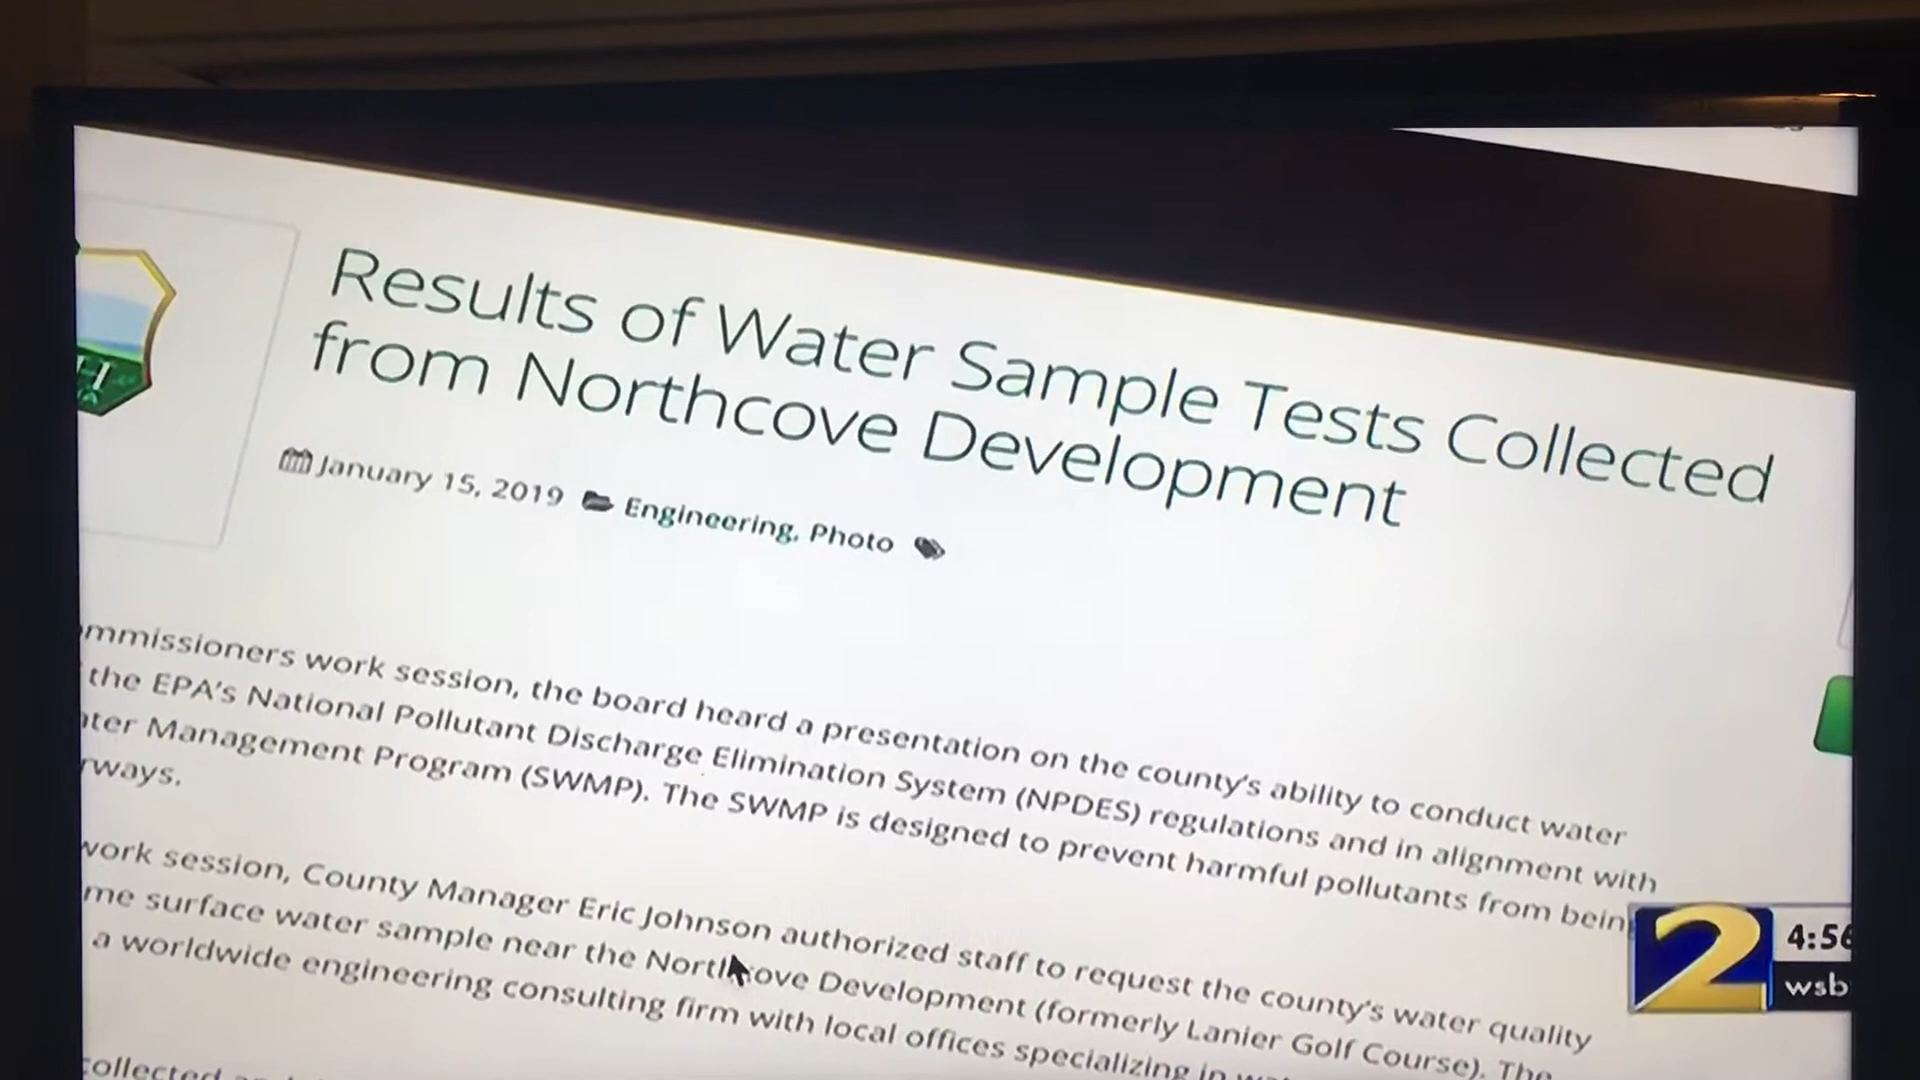 Results of Water Sample Tests Collected
from Northcove Development
January 15, 2019 Engineering, Photo
H
mmissioners work session, the board heard a presentation on the county's ability to conduct water
the EPA's National Pollutant Discharge Elimination System (NPDES) regulations and in alignment with
ter Management Program (SWMP). The SWMP is designed to prevent harmful pollutants from being
rways.
work session, County Manager Eric Johnson authorized staff to request the county's water quality
me surface water sample near the Northcove Development (formerly Lanier Golf Course). The
a worldwide engineering consulting firm with local offices specializing in
collected
2
4:56
wsb